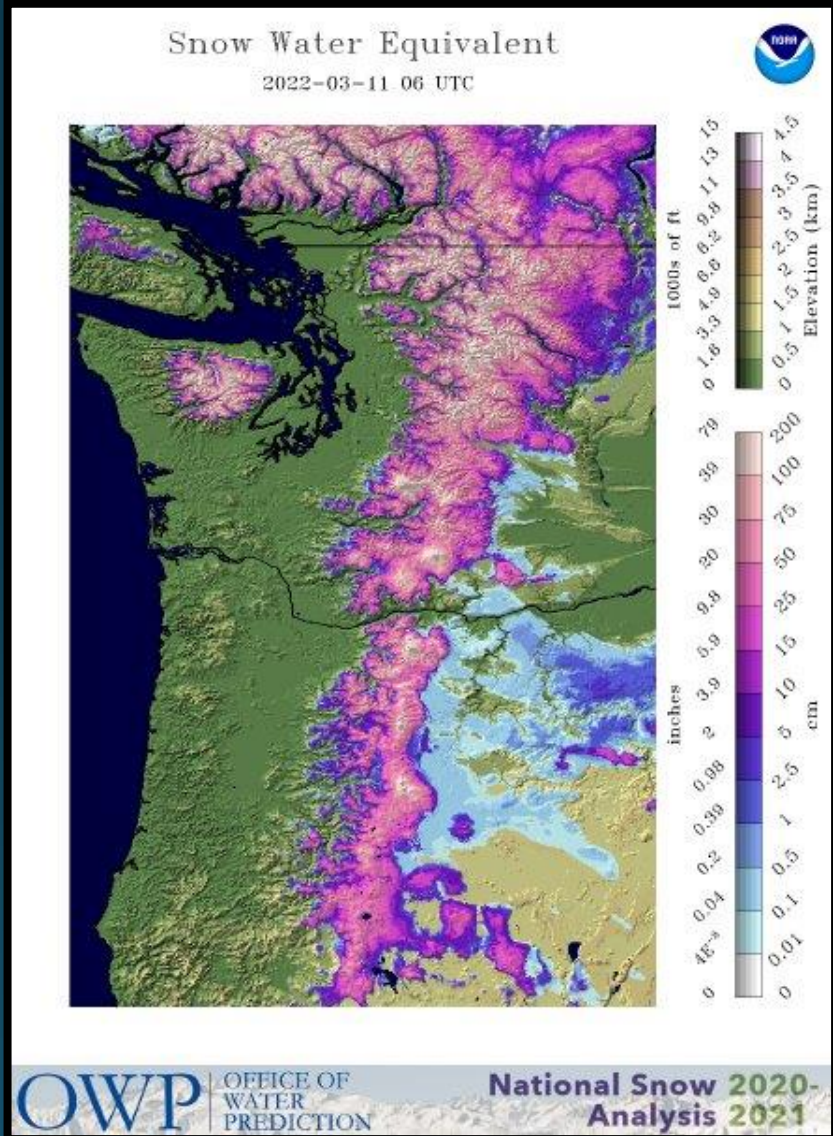 Snow Water Equivalent
2022-03-11 06 UTC
NOAA
15 4.5
13 4
11 3.5
9.8 3
8.2 2.5
6.6 2
4.9 1.5
3.3 1
1.6 0.5
0 0
1000s of ft
Elevation (km)
79 200
39 100
30 75
20 50
9.8 25
5.9 15
3.9 10
2 5
0.98 2.5
0.39 1
0.2 0.5
0.04 0.1
4E⁻³ 0.01
0 0
inches
cm
OWP OFFICE OF
WATER
PREDICTION
National Snow 2020-
Analysis 2021